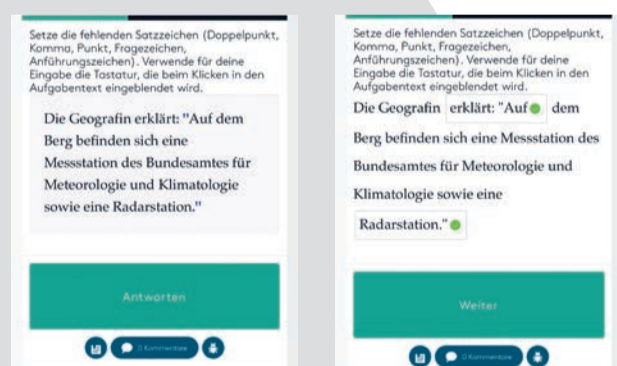 Setze die fehlenden Satzzeichen (Doppelpunkt,
Komma, Punkt, Fragezeichen,
Anführungszeichen). Verwende für deine
Eingabe die Tastatur, die beim Klicken in den
Aufgabentext eingeblendet wird.
Die Geografin erklärt: "Auf dem
Berg befinden sich eine
Messstation des Bundesamtes für
Meteorologie und Klimatologie
sowie eine Radarstation."
Antworten
0 Kommentare
Setze die fehlenden Satzzeichen (Doppelpunkt,
Komma, Punkt, Fragezeichen,
Anführungszeichen). Verwende für deine
Eingabe die Tastatur, die beim Klicken in den
Aufgabentext eingeblendet wird.
Die Geografin erklärt: "Auf dem
Berg befinden sich eine Messstation des
Bundesamtes für Meteorologie und
Klimatologie sowie eine
Radarstation."
Weiter
0 Kommentare